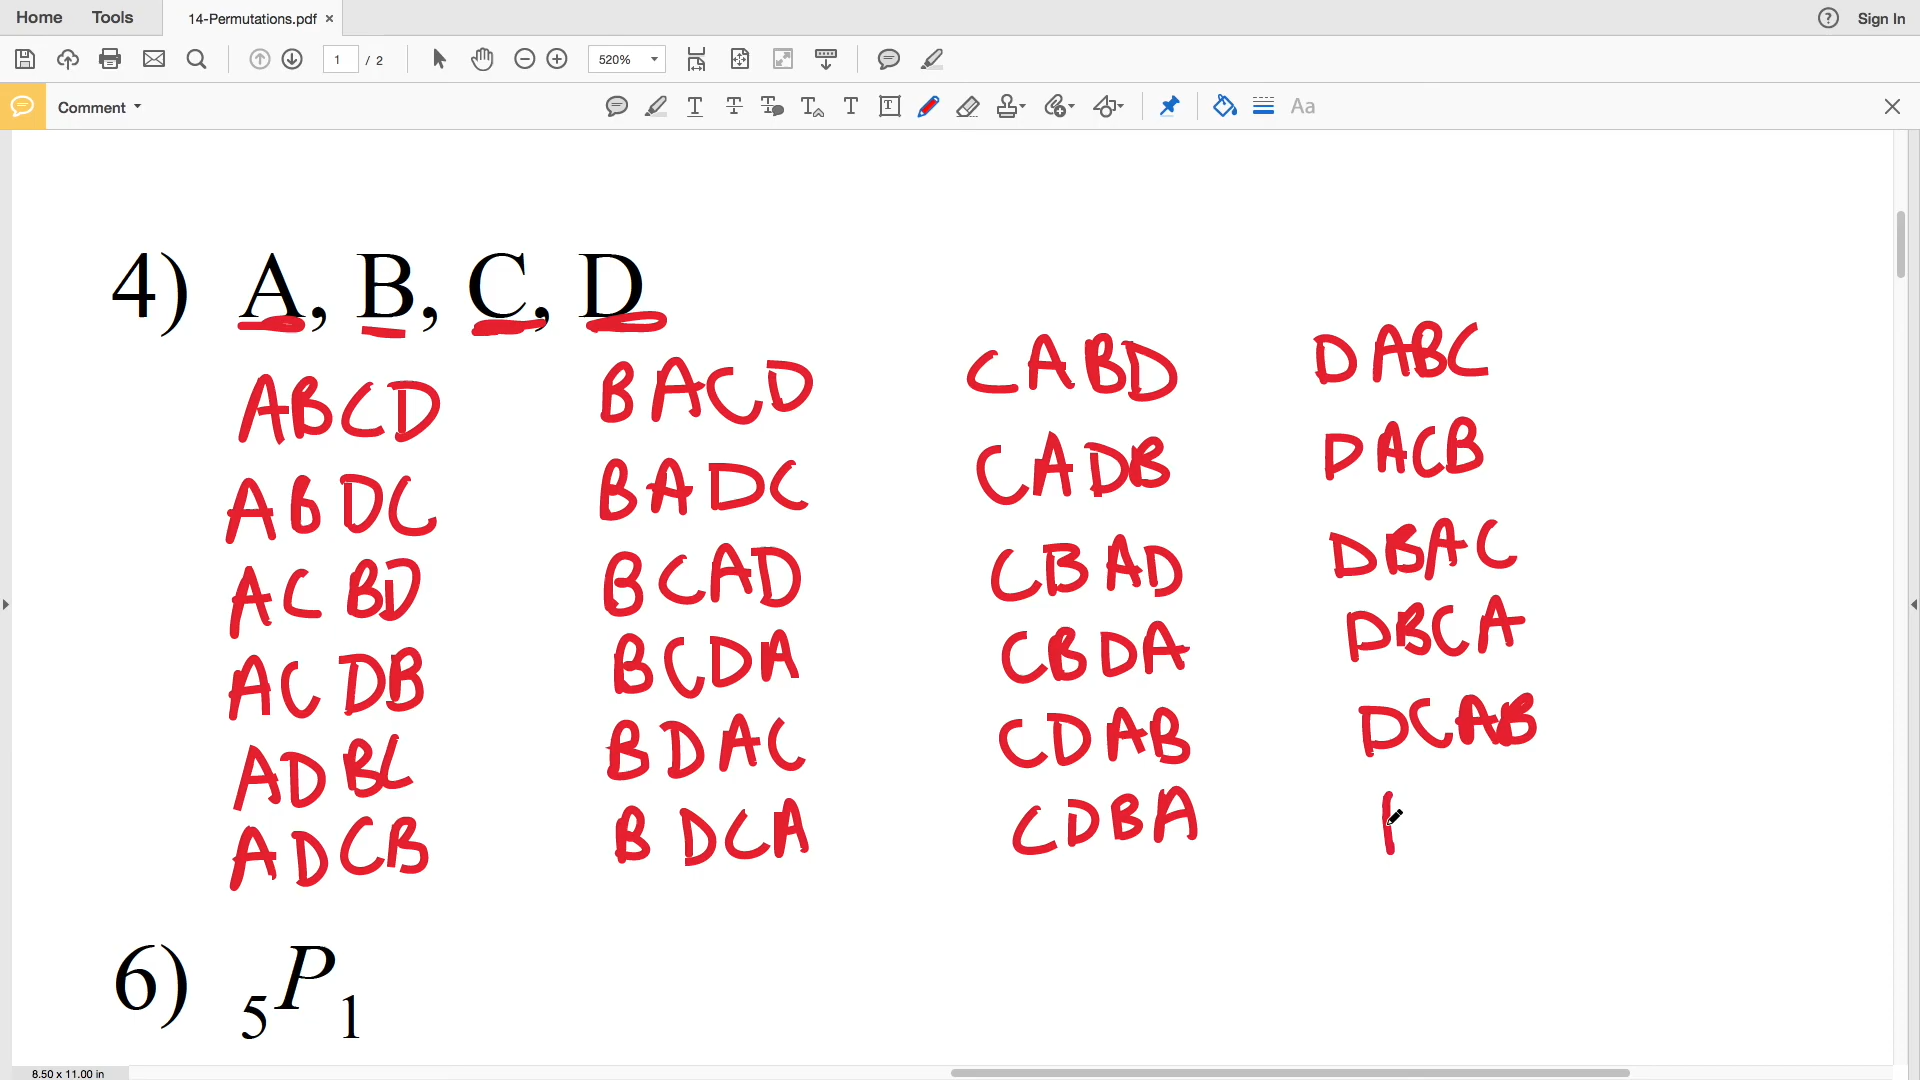 Home Tools 14-Permutations.pdf × ? Sign In
1 / 2 520%
Comment Aa
4) A, B, C, D
ABCD BACD CABD DABC
ABDC BADC CADB DACB
ACBD BCAD CBAD DBAC
ACDB BCDA CBDA DBCA
ADBC BDAC CDAB DCAB
ADCB BDCA CDBA
6) 5P1
8.50 x 11.00 in